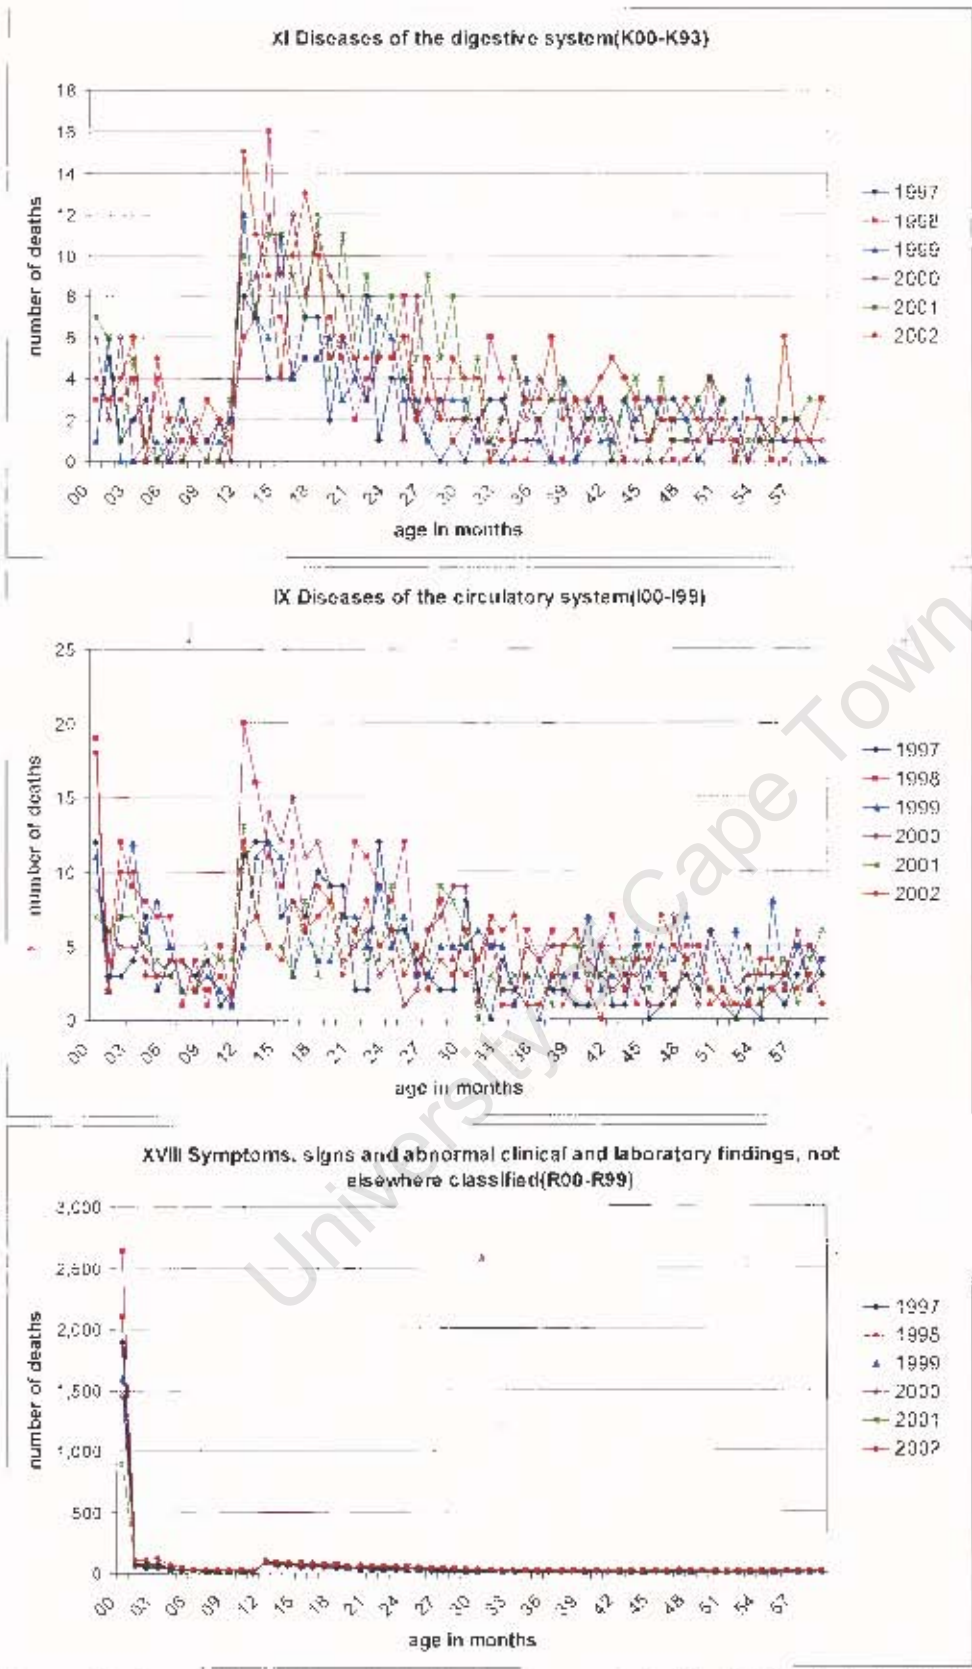 XI Diseases of the digestive system(K00-K93)
number of deaths
18
16
14
12
10
8
6
4
2
0
00 03 06 09 12 15 18 21 24 27 30 33 36 39 42 45 48 51 54 57
age in months
1997
1998
1999
2000
2001
2002
IX Diseases of the circulatory system(I00-I99)
number of deaths
25
20
15
10
5
0
00 03 06 09 12 15 18 21 24 27 30 33 36 39 42 45 48 51 54 57
age in months
1997
1998
1999
2000
2001
2002
XVIII Symptoms, signs and abnormal clinical and laboratory findings, not
elsewhere classified(R00-R99)
number of deaths
3,000
2,500
2,000
1,500
1,000
500
0
00 03 06 09 12 15 18 21 24 27 30 33 36 39 42 45 48 51 54 57
age in months
1997
1998
1999
2000
2001
2002
University of Cape Town